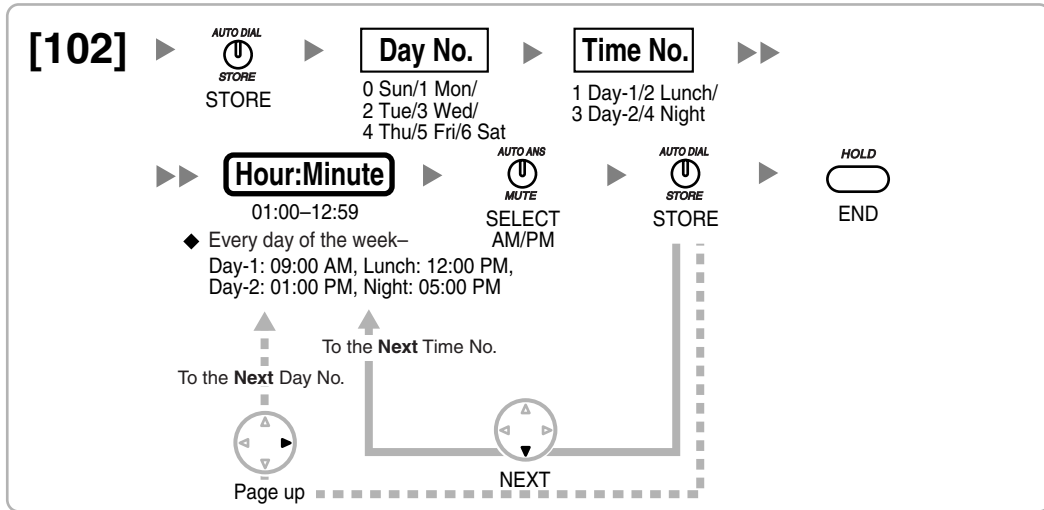 [102]
AUTO DIAL
STORE
STORE
Day No.
0 Sun/1 Mon/
2 Tue/3 Wed/
4 Thu/5 Fri/6 Sat
Time No.
1 Day-1/2 Lunch/
3 Day-2/4 Night
Hour:Minute
01:00–12:59
◆ Every day of the week–
Day-1: 09:00 AM, Lunch: 12:00 PM,
Day-2: 01:00 PM, Night: 05:00 PM
AUTO ANS
MUTE
SELECT
AM/PM
AUTO DIAL
STORE
STORE
HOLD
END
To the Next Time No.
To the Next Day No.
NEXT
Page up